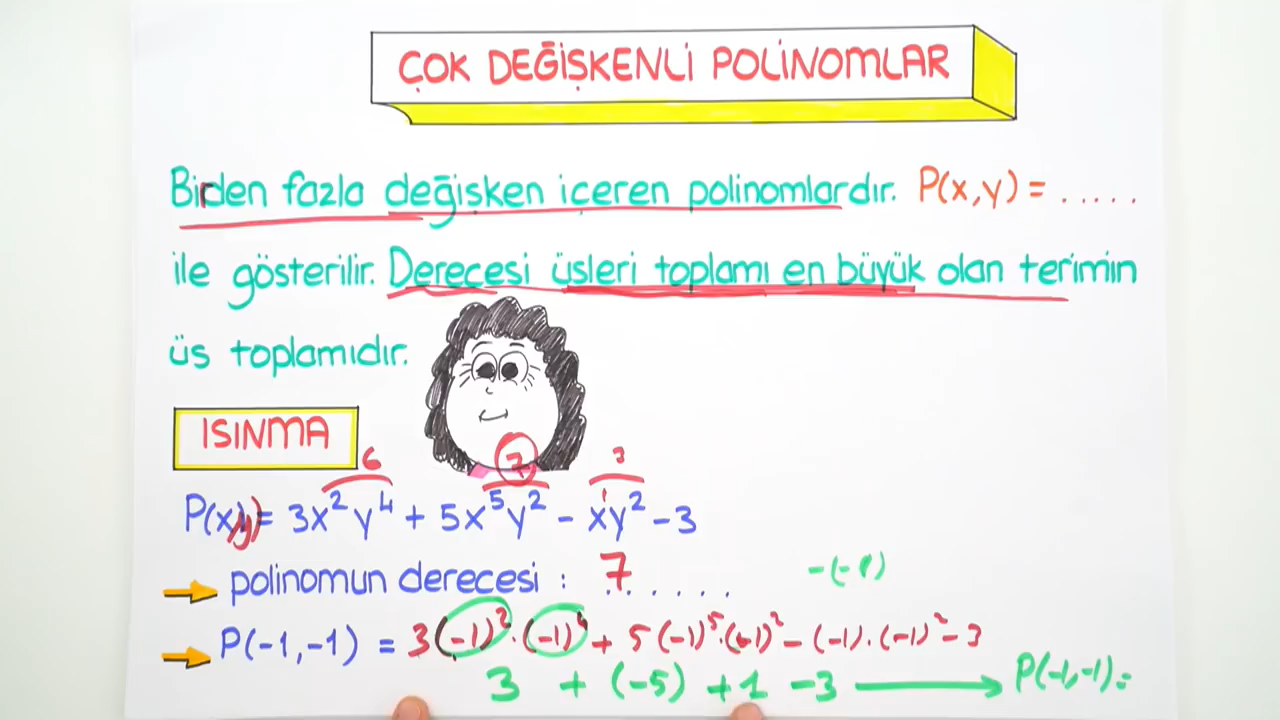 ÇOK DEĞİŞKENLİ POLİNOMLAR
Birden fazla değişken içeren polinomlardır. P(x,y) = .....
ile gösterilir. Derecesi üsleri toplamı en büyük olan terimin
üs toplamıdır.
ISINMA
6 7 3
P(x,y) = 3x²y⁴ + 5x⁵y² - x¹y² - 3
polinomun derecesi : 7 ......
-(-1)
P(-1,-1) = 3(-1)²·(-1)⁴ + 5(-1)⁵·(-1)² - (-1)·(-1)² - 3
3 + (-5) + 1 - 3 → P(-1,-1)=